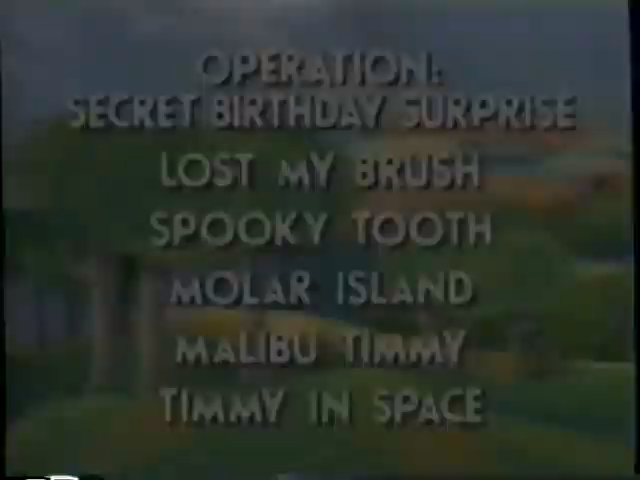 OPERATION:
SECRET BIRTHDAY SURPRISE
LOST MY BRUSH
SPOOKY TOOTH
MOLAR ISLAND
MALIBU TIMMY
TIMMY IN SPACE